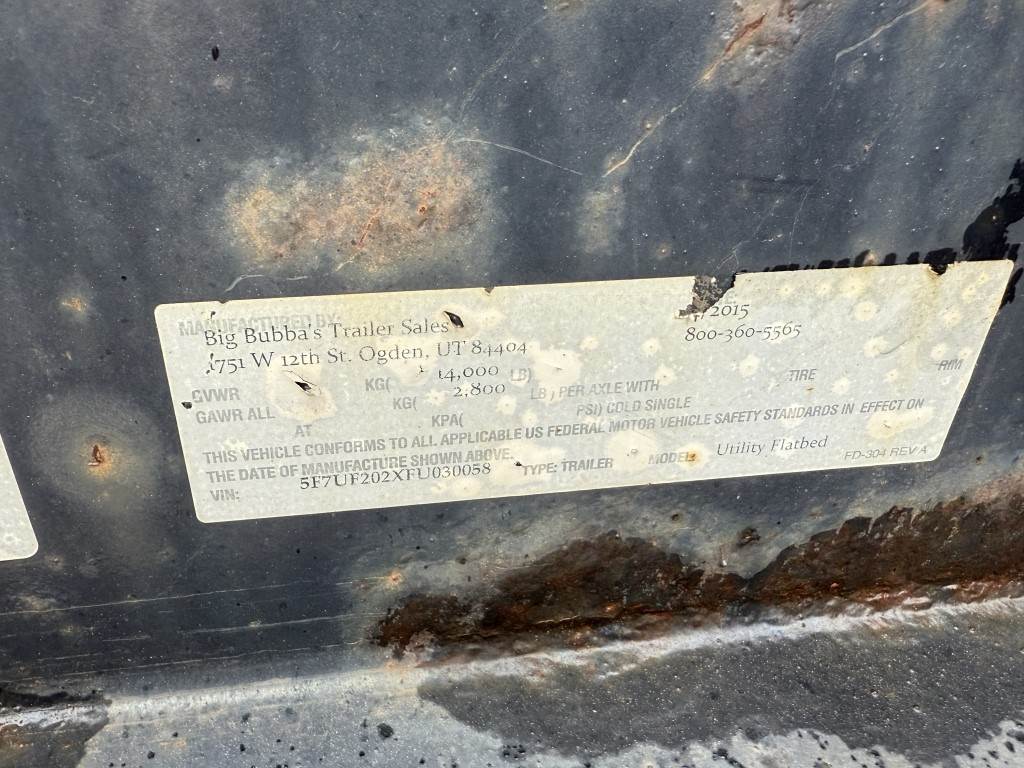 MANUFACTURED BY:
Big Bubba's Trailer Sales /2015
1751 W 12th St. Ogden, UT 84404 800-360-5565
GVWR KG( 14,000 LB)
GAWR ALL KG( 2,800 LB) PER AXLE WITH TIRE RIM
AT KPA( PSI) COLD SINGLE
THIS VEHICLE CONFORMS TO ALL APPLICABLE US FEDERAL MOTOR VEHICLE SAFETY STANDARDS IN EFFECT ON
THE DATE OF MANUFACTURE SHOWN ABOVE.
VIN: 5F7UF202XFU030058 TYPE: TRAILER MODEL: Utility Flatbed FD-304 REV A